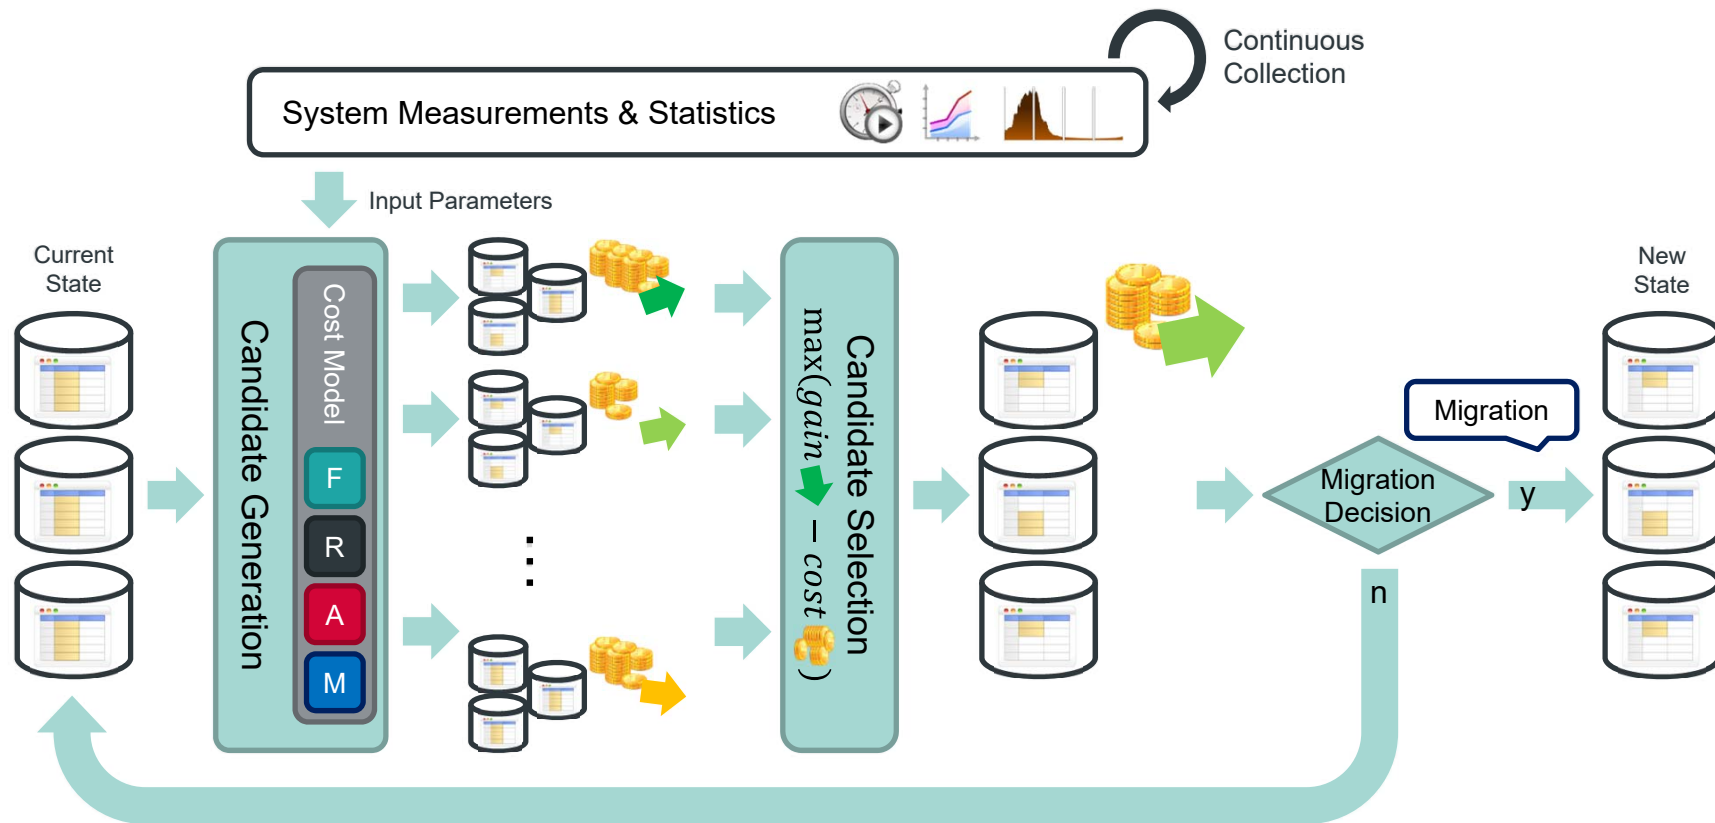 Continuous
Collection
System Measurements & Statistics
Input Parameters
Current
State
Candidate Generation
Cost Model
F
R
A
M
⋮
Candidate Selection
max(gain − cost )
Migration
Decision
Migration
y
n
New
State